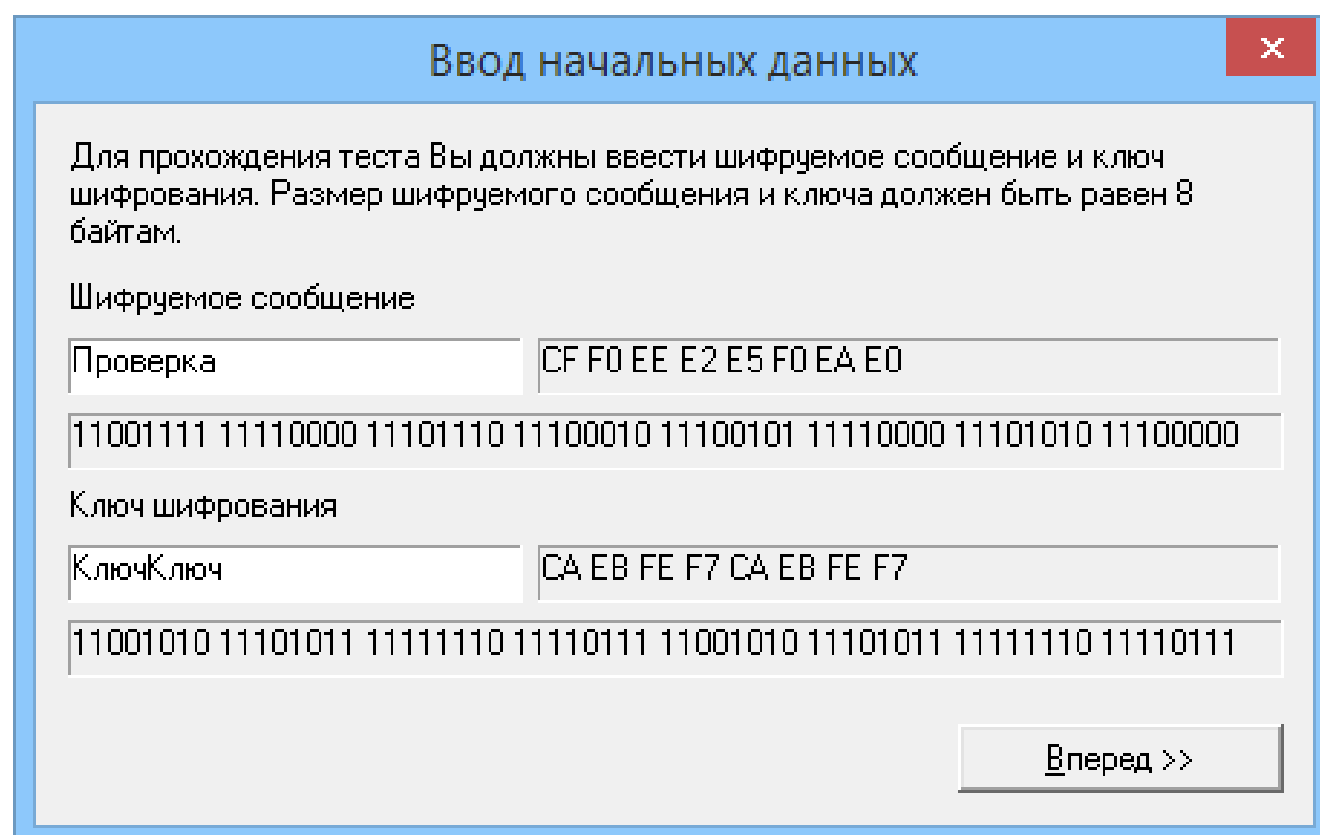 Ввод начальных данных
Для прохождения теста Вы должны ввести шифруемое сообщение и ключ
шифрования. Размер шифруемого сообщения и ключа должен быть равен 8
байтам.
Шифруемое сообщение
Проверка CF F0 EE E2 E5 F0 EA E0
11001111 11110000 11101110 11100010 11100101 11110000 11101010 11100000
Ключ шифрования
КлючКлюч CA EB FE F7 CA EB FE F7
11001010 11101011 11111110 11110111 11001010 11101011 11111110 11110111
Вперед >>